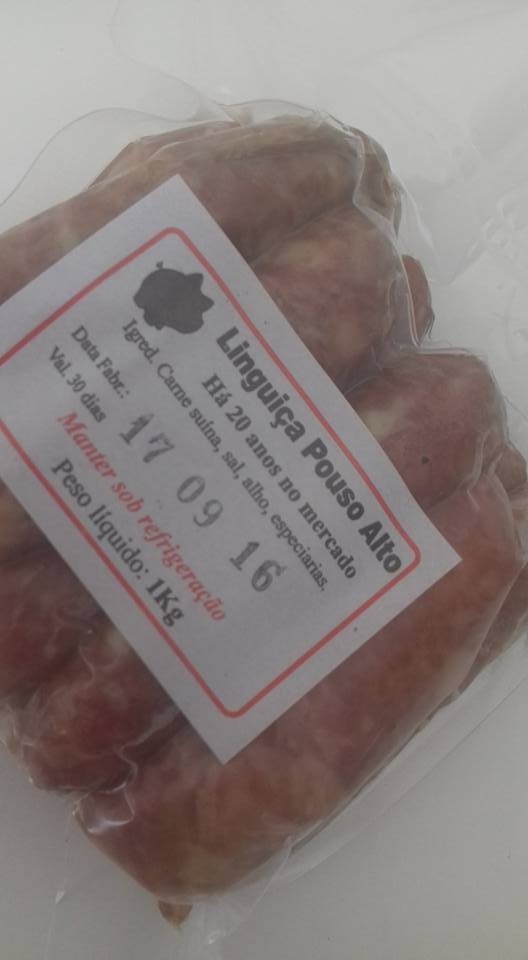 Linguiça Pouso Alto
Há 20 anos no mercado
Igred. Carne suína, sal, alho, especiarias.
Data Fabr.: 17 09 16
Val. 30 dias
Manter sob refrigeração
Peso líquido: 1Kg